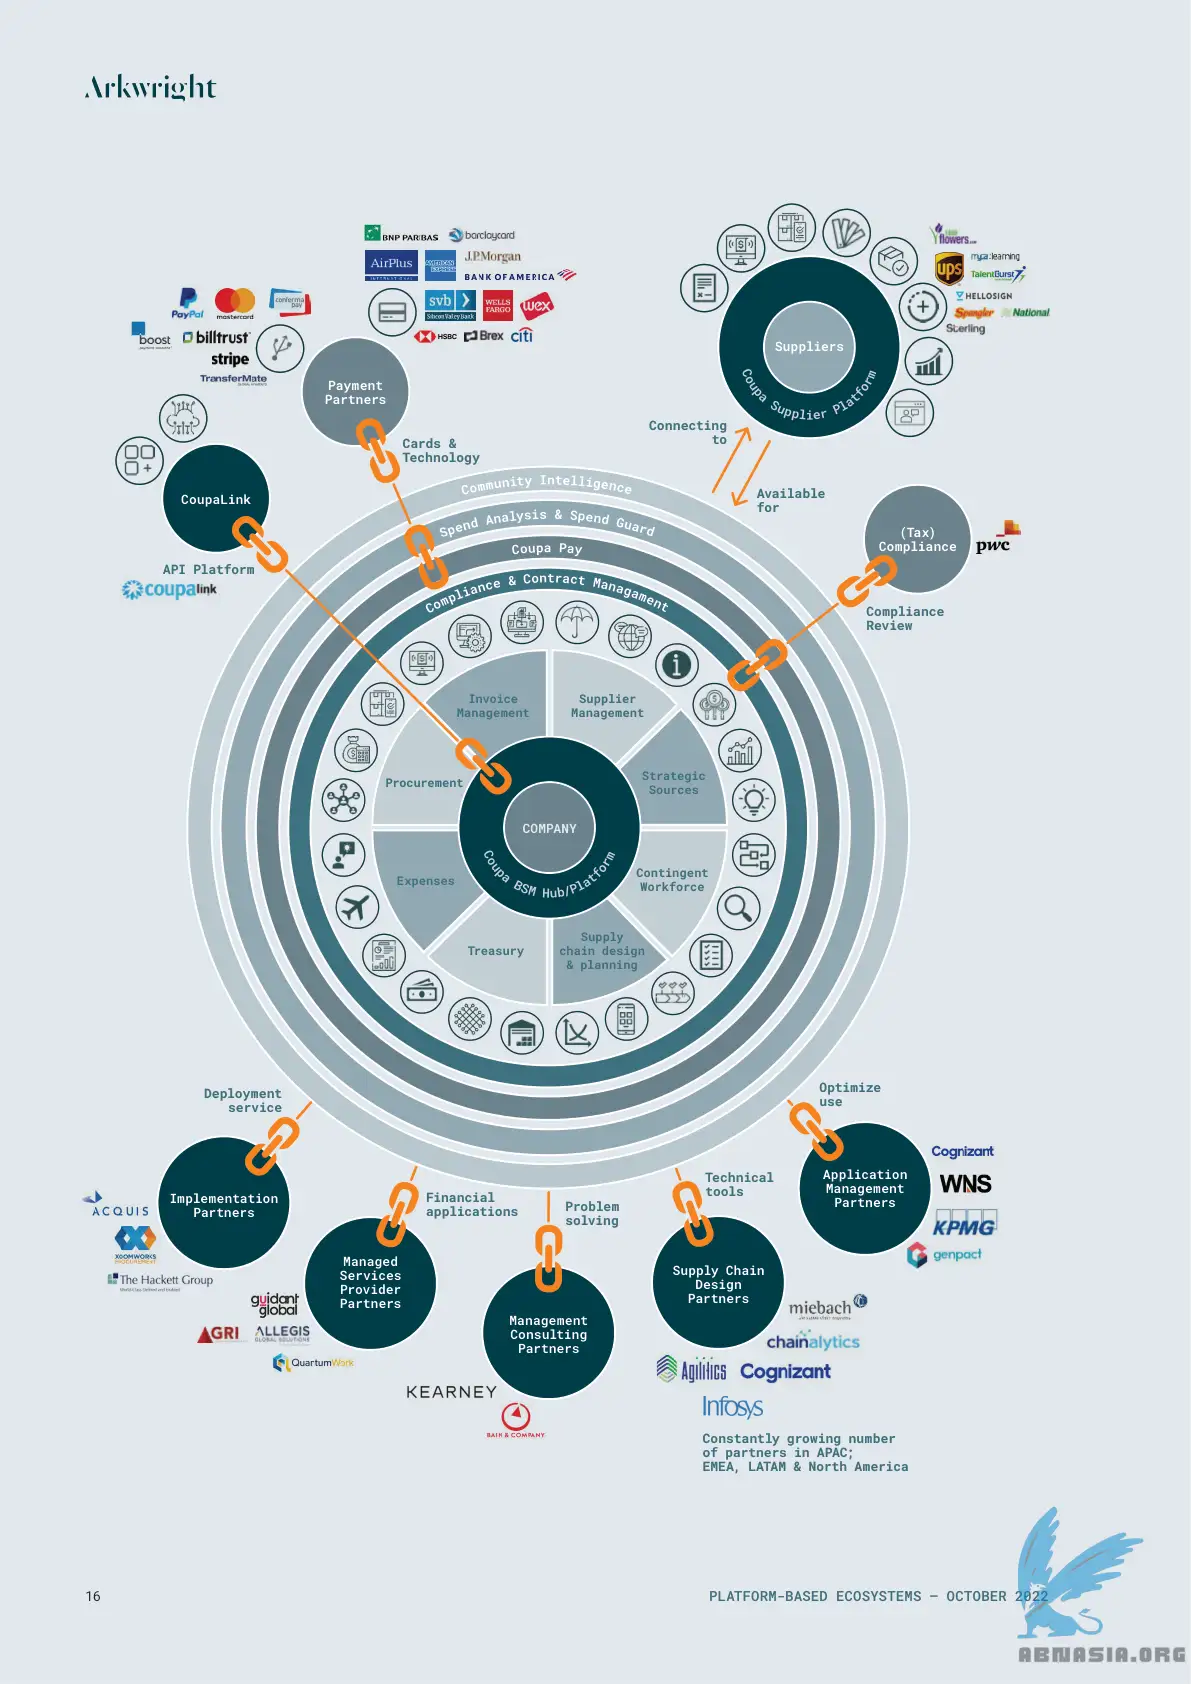 Arkwright
BNP PARIBAS
barclaycard
AirPlus
INTERNATIONAL
AMERICAN
EXPRESS
J.P.Morgan
BANK OF AMERICA
svb
Silicon Valley Bank
WELLS
FARGO
wex
HSBC
Brex
citi
PayPal
mastercard
conferma
pay
boost
billtrust
stripe
TransferMate
Payment
Partners
Cards &
Technology
CoupaLink
API Platform
coupalink
Suppliers
Coupa Supplier Platform
flowers.com
ups
myca:learning
TalentBurst
HELLOSIGN
Spangler
National
Sterling
Connecting
to
Available
for
(Tax)
Compliance
pwc
Compliance
Review
Community Intelligence
Spend Analysis & Spend Guard
Coupa Pay
Compliance & Contract Managament
Invoice
Management
Supplier
Management
Procurement
Strategic
Sources
COMPANY
Coupa BSM Hub/Platform
Expenses
Contingent
Workforce
Treasury
Supply
chain design
& planning
Deployment
service
Implementation
Partners
ACQUIS
XOOMWORKS
PROCUREMENT
The Hackett Group
Financial
applications
Managed
Services
Provider
Partners
guidant
global
AGRI
ALLEGIS
GLOBAL SOLUTIONS
QuartumWork
Problem
solving
Management
Consulting
Partners
KEARNEY
BAIN & COMPANY
Technical
tools
Supply Chain
Design
Partners
miebach
chainalytics
Agilitics
Cognizant
Infosys
Constantly growing number
of partners in APAC;
EMEA, LATAM & North America
Optimize
use
Application
Management
Partners
Cognizant
WNS
KPMG
genpact
16
PLATFORM-BASED ECOSYSTEMS – OCTOBER 2022
ABNASIA.ORG